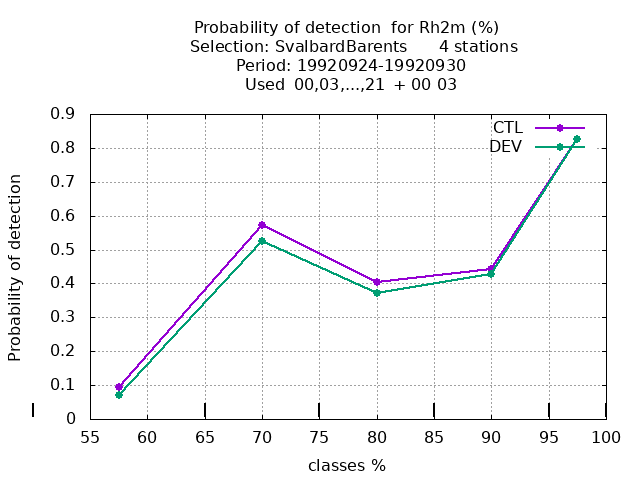 Probability of detection for Rh2m (%)
Selection: SvalbardBarents 4 stations
Period: 19920924-19920930
Used 00,03,...,21 + 00 03
CTL
DEV
Probability of detection
0.9
0.8
0.7
0.6
0.5
0.4
0.3
0.2
0.1
0
55 60 65 70 75 80 85 90 95 100
classes %